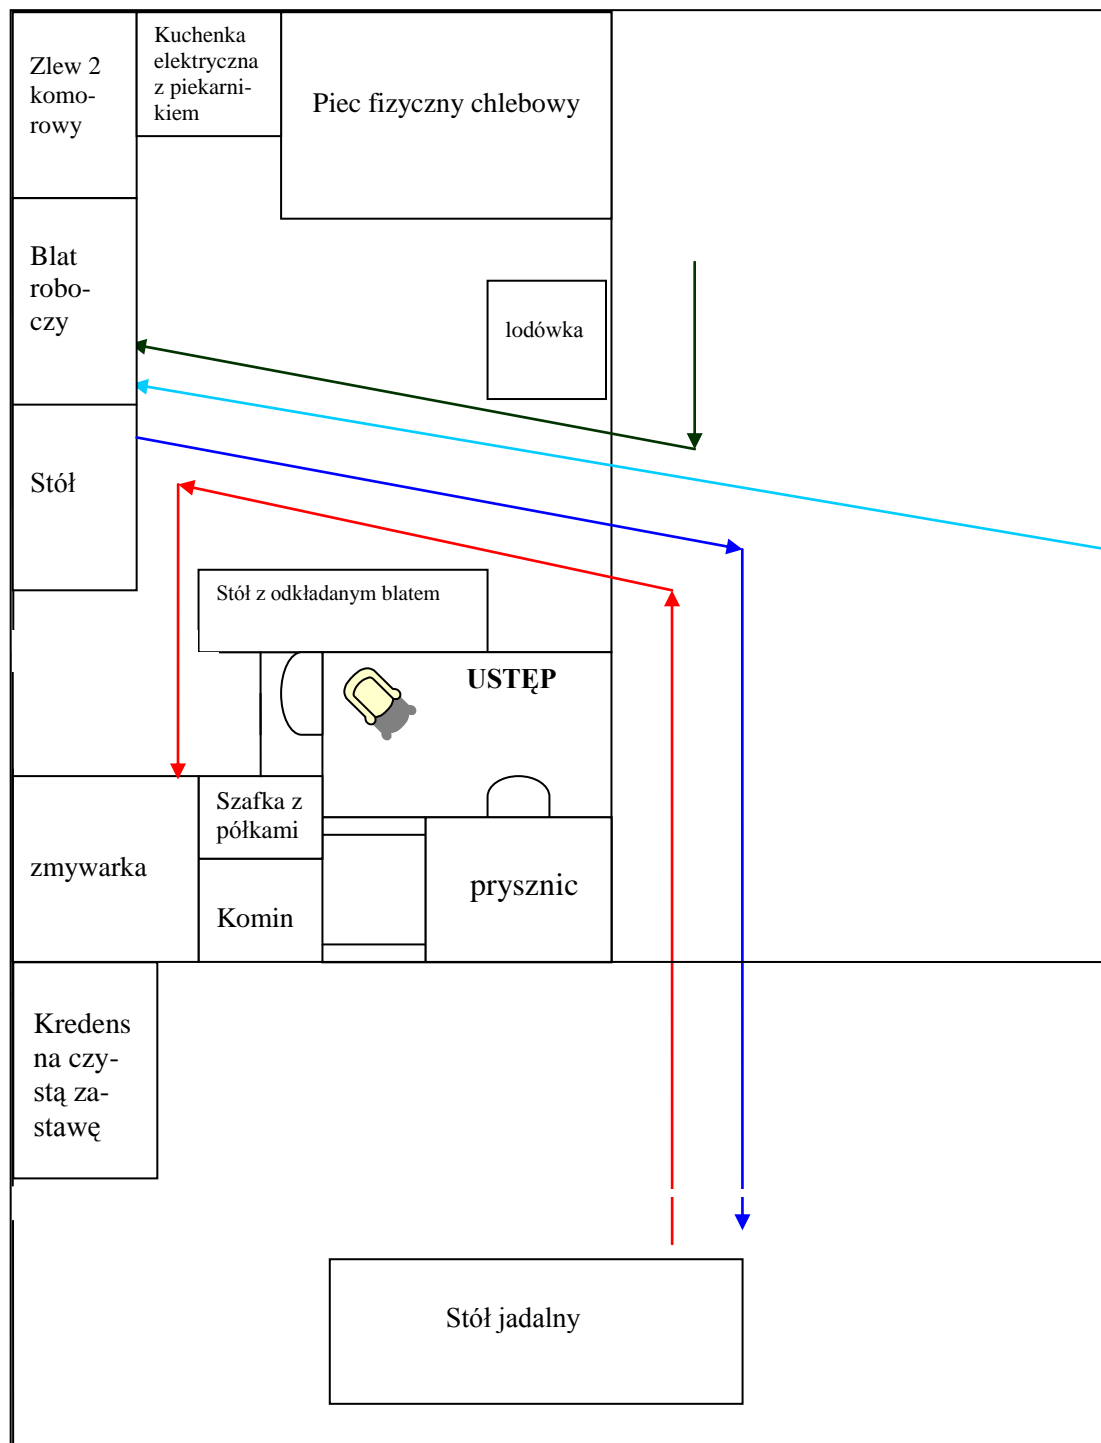 Zlew 2
komo-
rowy
Kuchenka
elektryczna
z piekarni-
kiem
Piec fizyczny chlebowy
Blat
robo-
czy
lodówka
Stół
Stół z odkładanym blatem
USTĘP
Szafka z
półkami
zmywarka
Komin
prysznic
Kredens
na czy-
stą za-
stawę
Stół jadalny